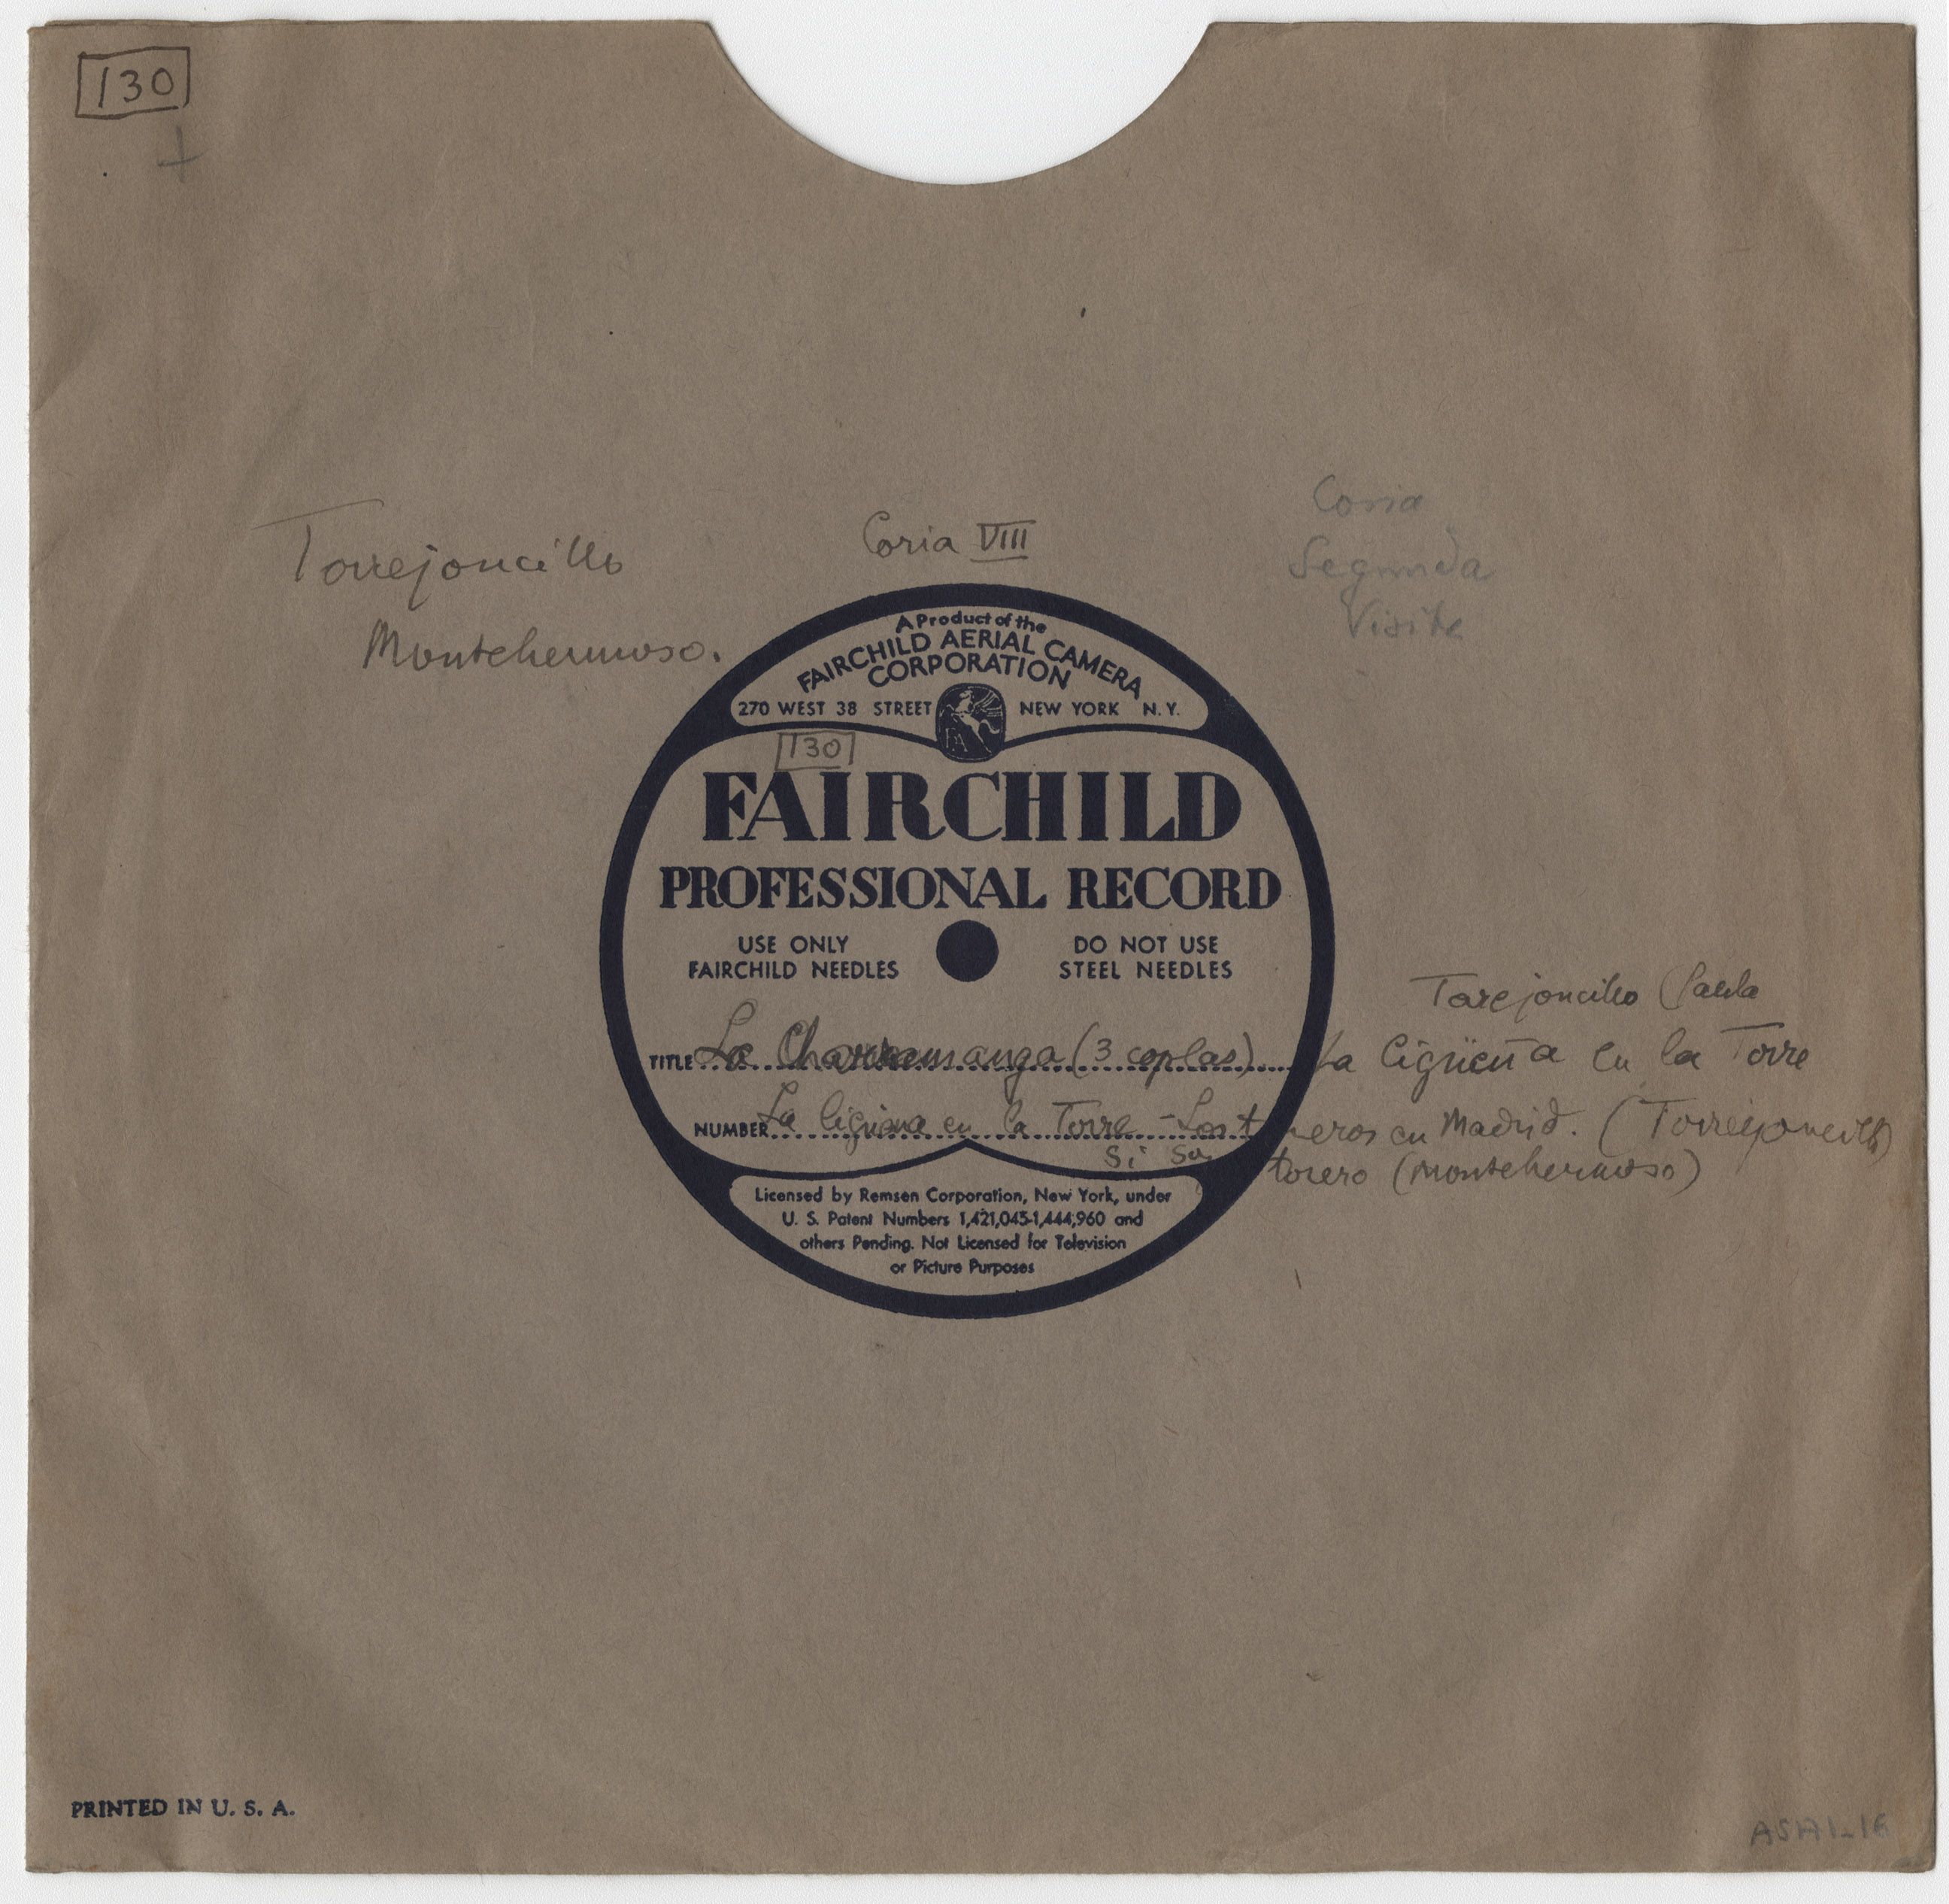 130
+
Torrejoncillo
Montehermoso.
Coria VIII
Coria
Segunda
Visita
A Product of the
FAIRCHILD AERIAL CAMERA
CORPORATION
270 WEST 38 STREET NEW YORK N.Y.
130
FAIRCHILD
PROFESSIONAL RECORD
USE ONLY
FAIRCHILD NEEDLES
DO NOT USE
STEEL NEEDLES
Torejoncillo
TITLE La Charramanga (3 coplas) La Cigüeña en la Torre
NUMBER La Cigüena en la Torre - Los toreros en Madrid. (Torrejoncillo)
Si Su torero (Montehermoso)
Licensed by Remsen Corporation, New York, under
U. S. Patent Numbers 1,421,045-1,444,960 and
others Pending. Not Licensed for Television
or Picture Purposes
PRINTED IN U. S. A.